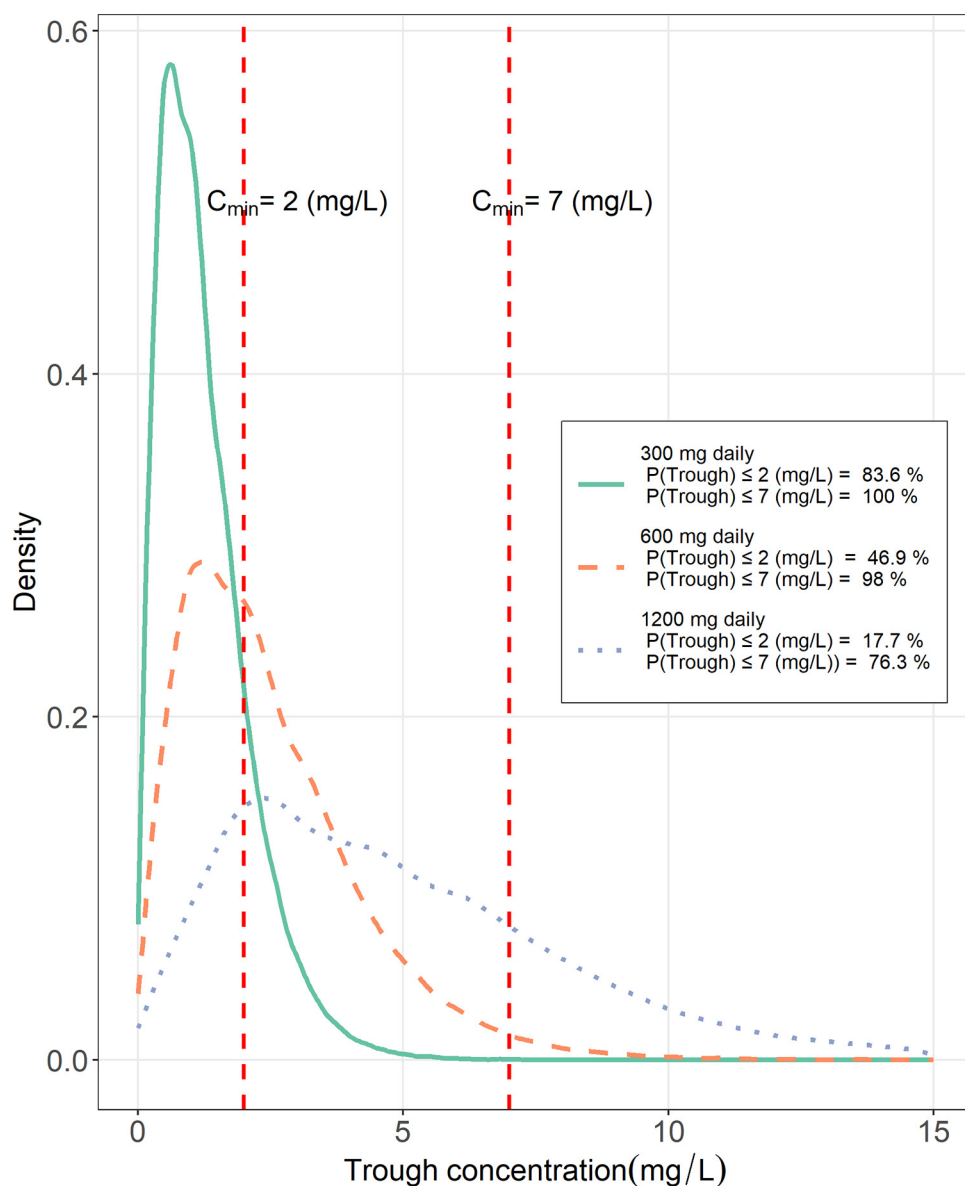 0.6
C_min= 2 (mg/L) C_min= 7 (mg/L)
0.4
300 mg daily
P(Trough) ≤ 2 (mg/L) = 83.6 %
P(Trough) ≤ 7 (mg/L) = 100 %
600 mg daily
P(Trough) ≤ 2 (mg/L) = 46.9 %
P(Trough) ≤ 7 (mg/L) = 98 %
1200 mg daily
P(Trough) ≤ 2 (mg/L) = 17.7 %
P(Trough) ≤ 7 (mg/L)) = 76.3 %
Density
0.2
0.0
0 5 10 15
Trough concentration(mg/L)